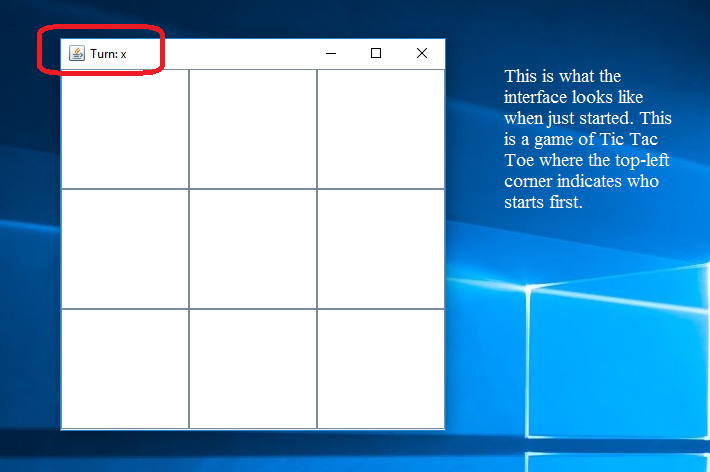 Turn: x
This is what the
interface looks like
when just started. This
is a game of Tic Tac
Toe where the top-left
corner indicates who
starts first.